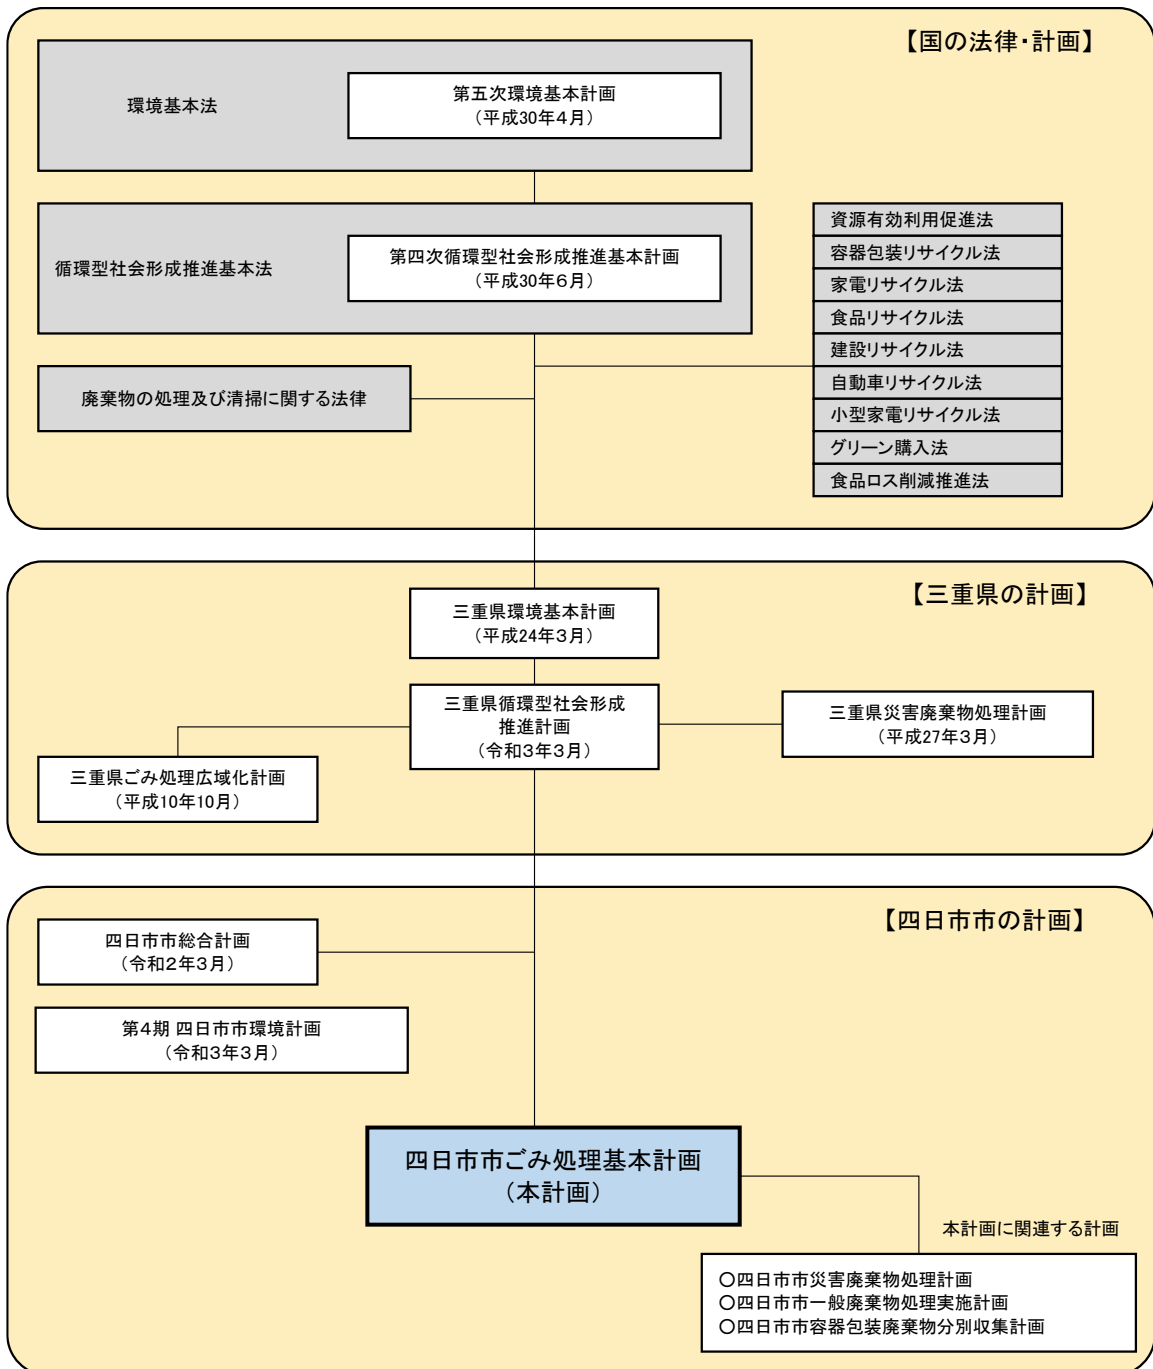 【国の法律・計画】
環境基本法
第五次環境基本計画
（平成30年４月）
循環型社会形成推進基本法
第四次循環型社会形成推進基本計画
（平成30年６月）
資源有効利用促進法
容器包装リサイクル法
家電リサイクル法
食品リサイクル法
建設リサイクル法
自動車リサイクル法
小型家電リサイクル法
グリーン購入法
食品ロス削減推進法
廃棄物の処理及び清掃に関する法律
【三重県の計画】
三重県環境基本計画
（平成24年３月）
三重県循環型社会形成
推進計画
（令和３年３月）
三重県災害廃棄物処理計画
（平成27年３月）
三重県ごみ処理広域化計画
（平成10年10月）
【四日市市の計画】
四日市市総合計画
（令和２年３月）
第４期 四日市市環境計画
（令和３年３月）
四日市市ごみ処理基本計画
（本計画）
本計画に関連する計画
○四日市市災害廃棄物処理計画
○四日市市一般廃棄物処理実施計画
○四日市市容器包装廃棄物分別収集計画